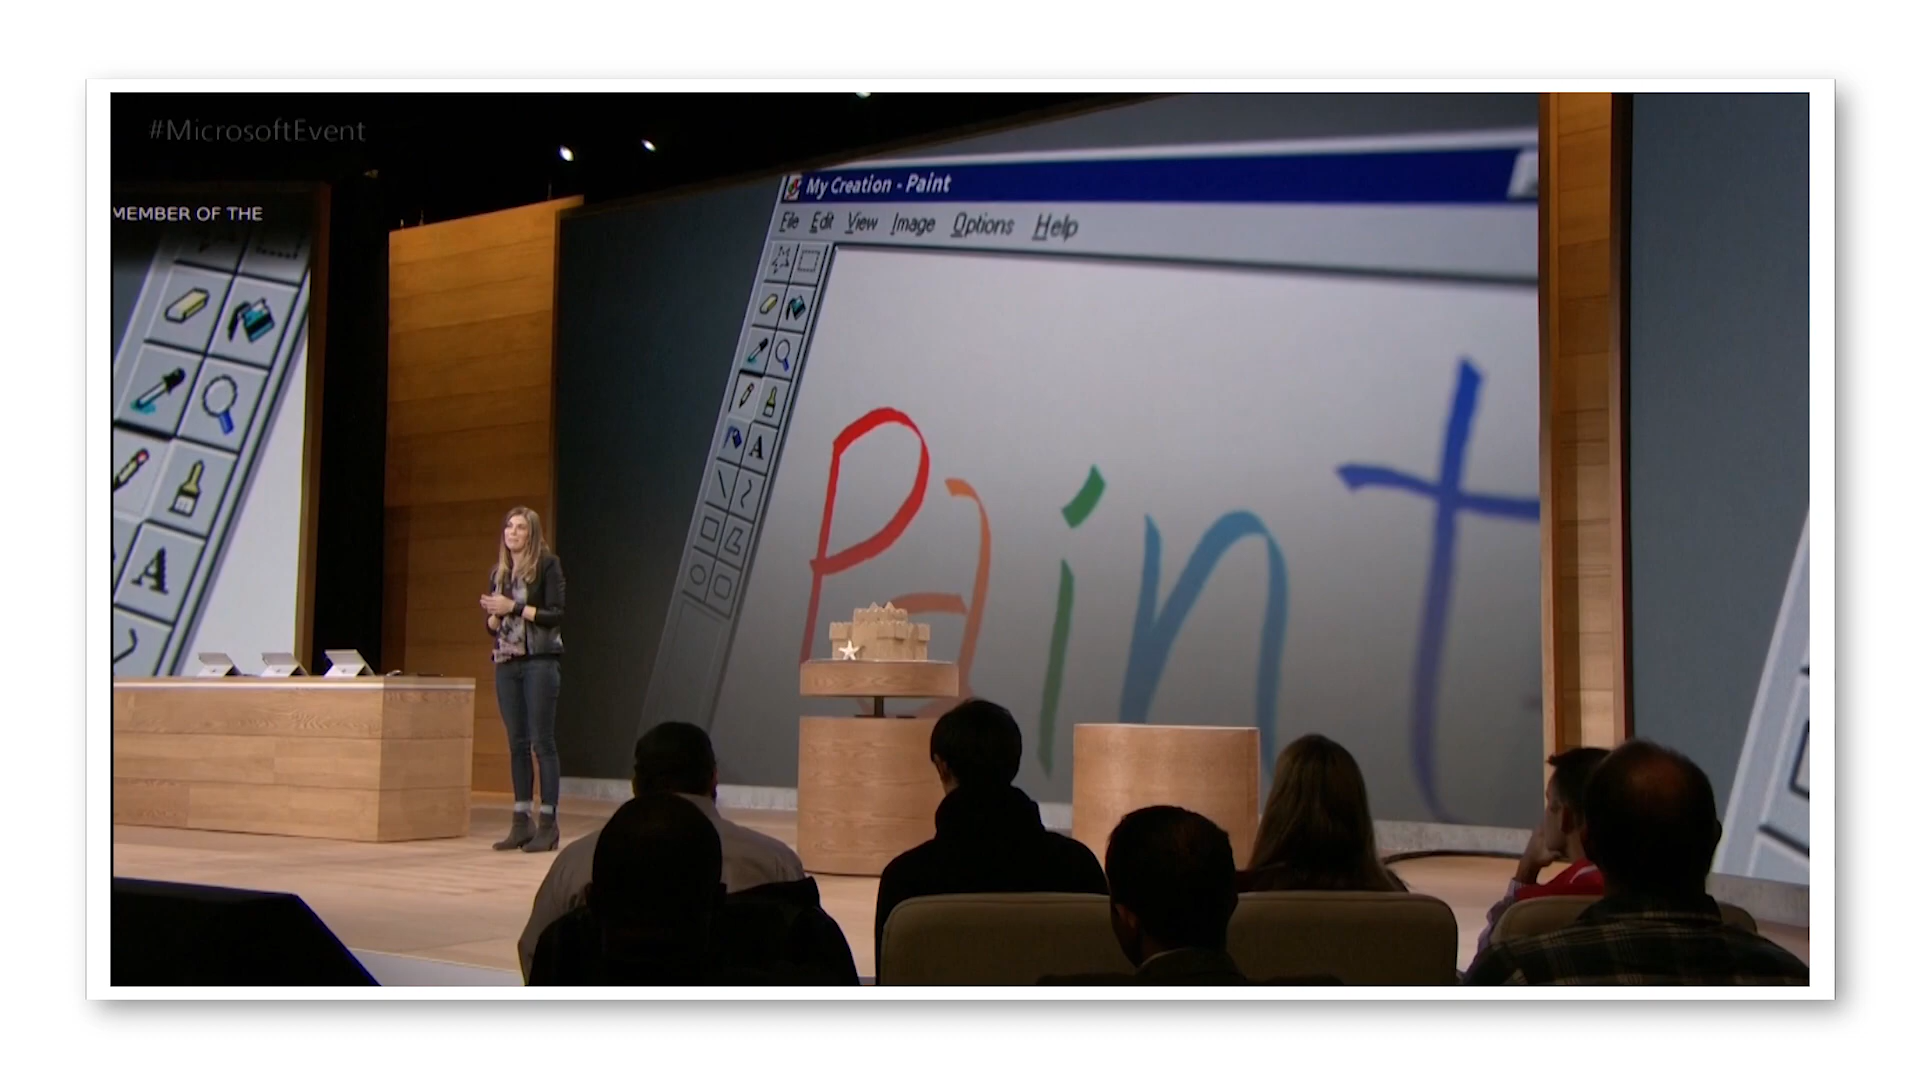 #MicrosoftEvent
MEMBER OF THE
My Creation - Paint
File Edit View Image Options Help
A
A
Paint